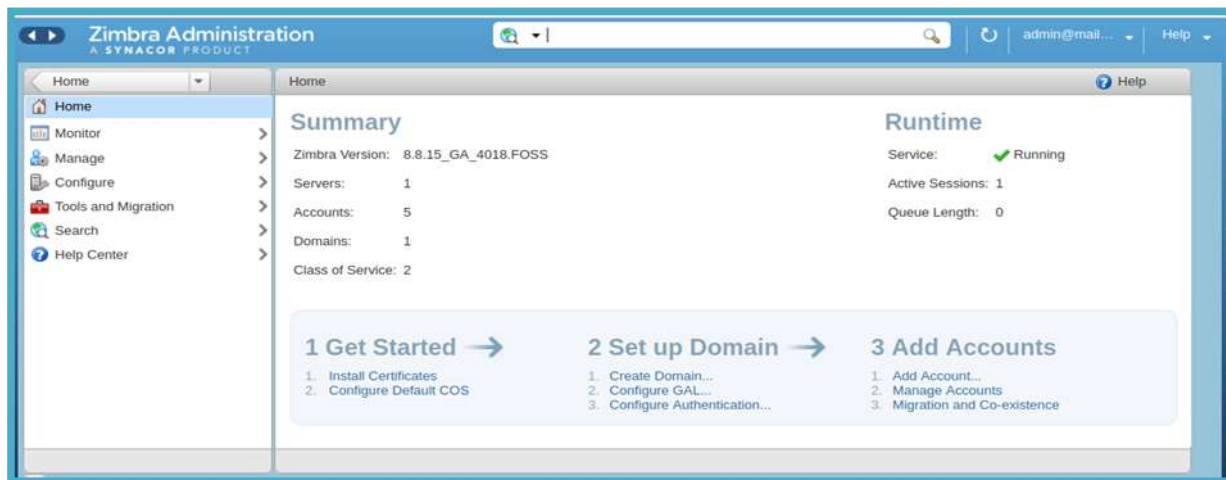 Zimbra Administration
A SYNACOR PRODUCT
admin@mail...
Help
Home
Home
Help
Home
Monitor
Manage
Configure
Tools and Migration
Search
Help Center
Summary
Zimbra Version: 8.8.15_GA_4018.FOSS
Servers: 1
Accounts: 5
Domains: 1
Class of Service: 2
Runtime
Service: Running
Active Sessions: 1
Queue Length: 0
1 Get Started
1. Install Certificates
2. Configure Default COS
2 Set up Domain
1. Create Domain...
2. Configure GAL...
3. Configure Authentication...
3 Add Accounts
1. Add Account...
2. Manage Accounts
3. Migration and Co-existence